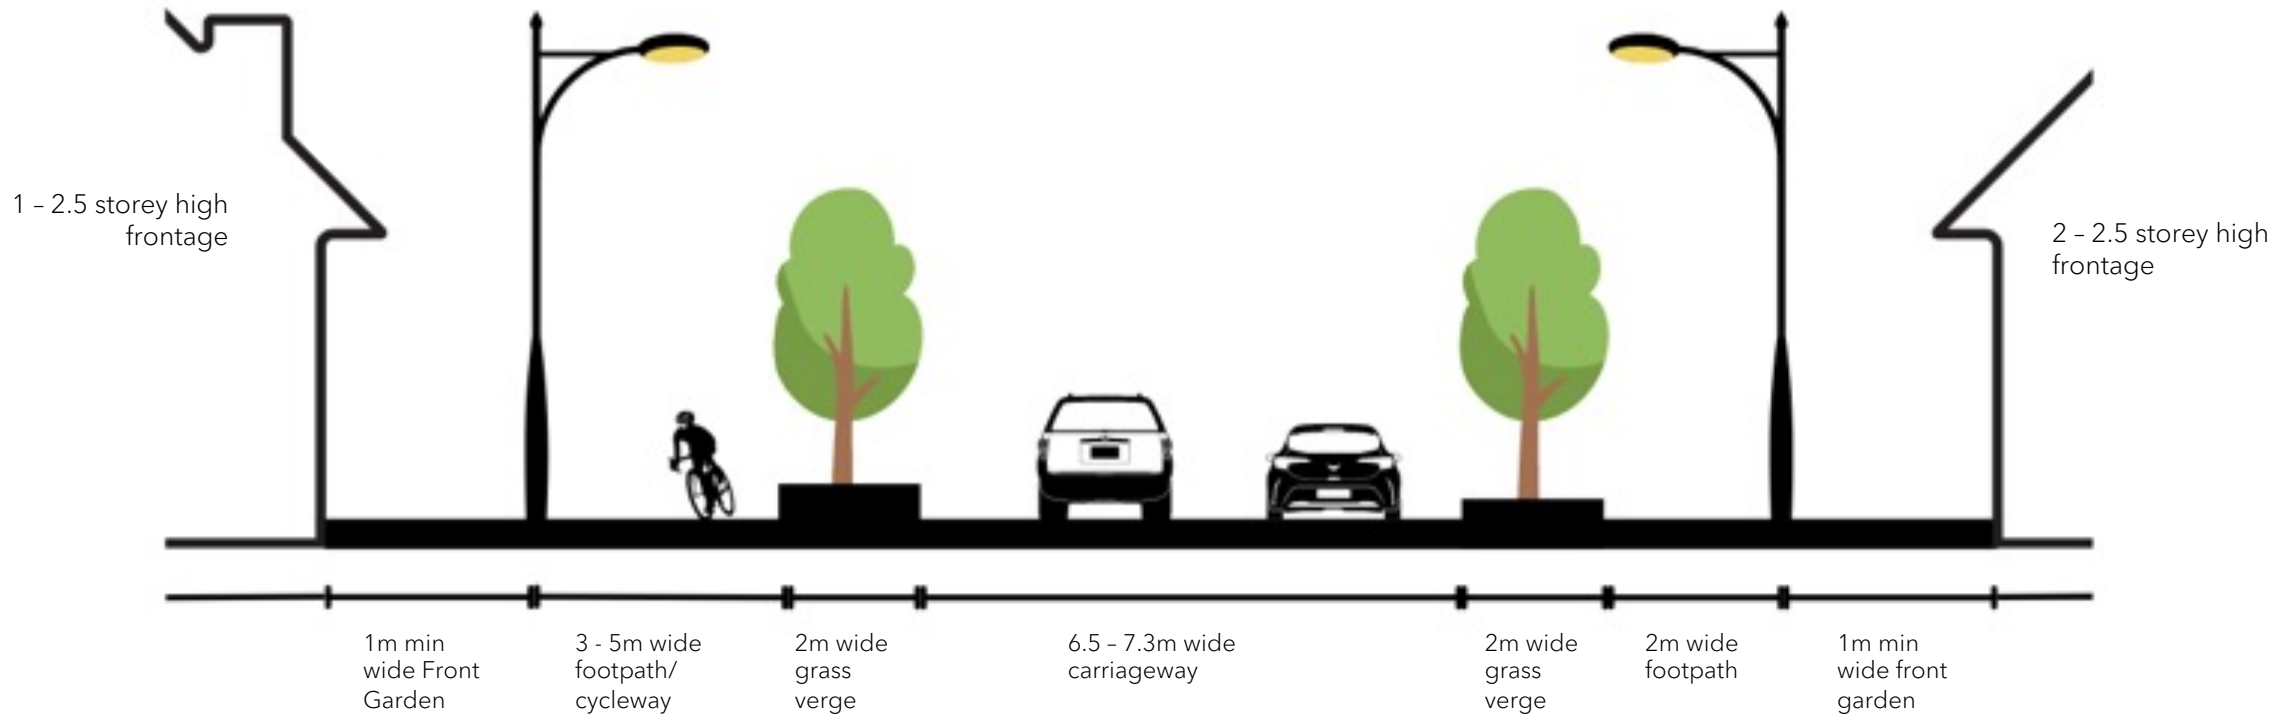 1 – 2.5 storey high
frontage
2 – 2.5 storey high
frontage
1m min
wide Front
Garden
3 - 5m wide
footpath/
cycleway
2m wide
grass
verge
6.5 – 7.3m wide
carriageway
2m wide
grass
verge
2m wide
footpath
1m min
wide front
garden